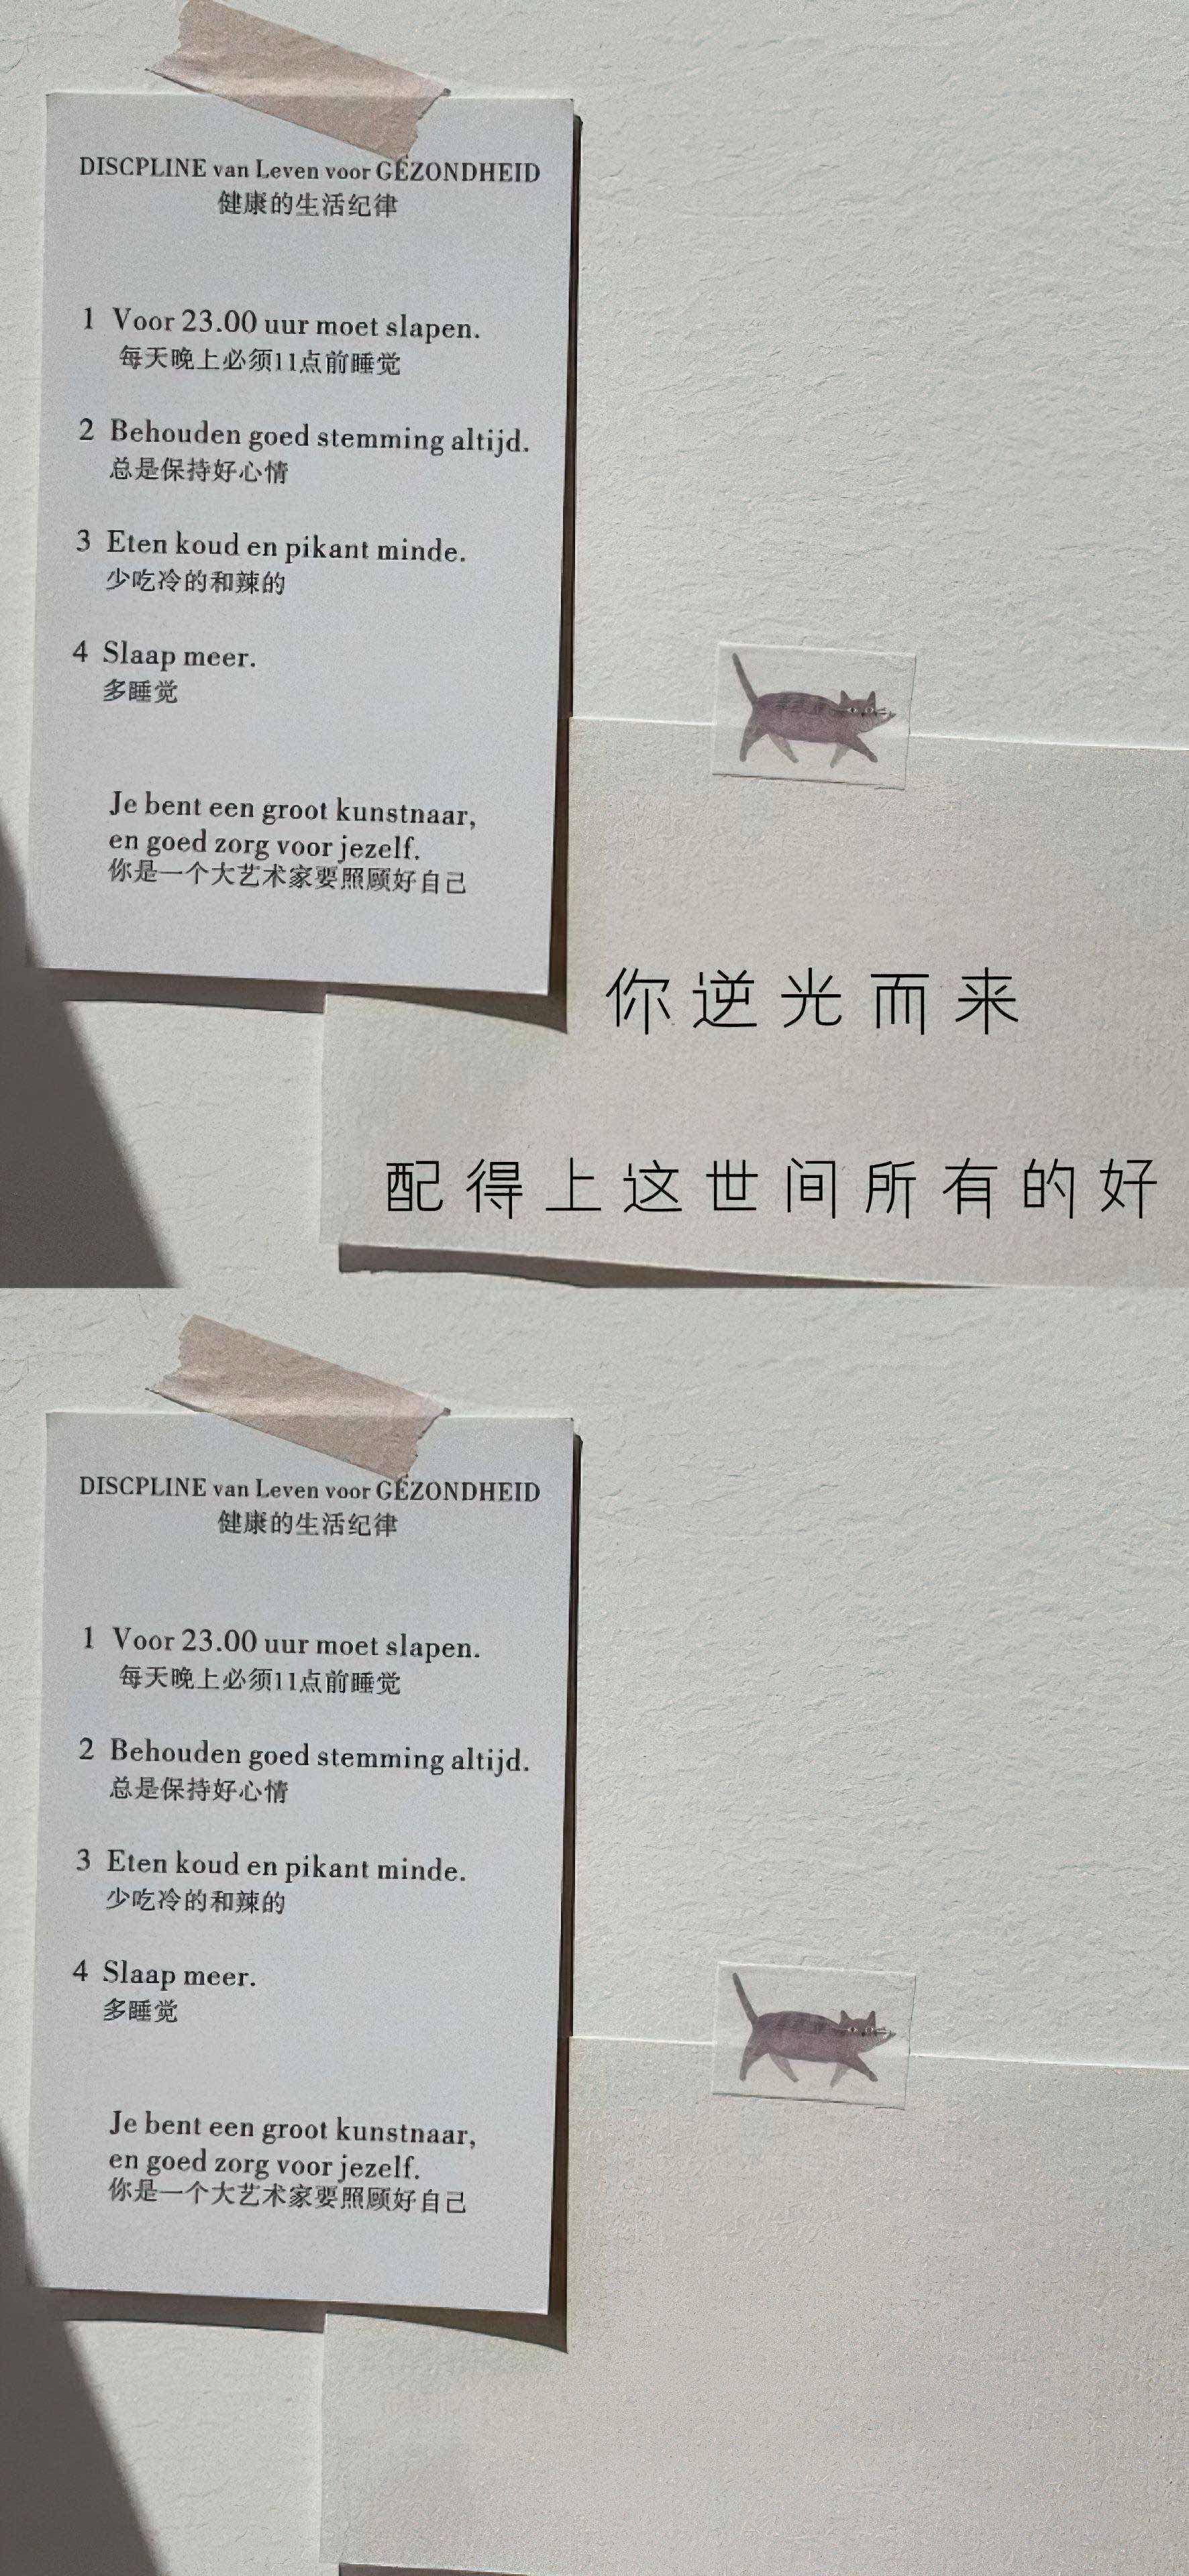 DISCPLINE van Leven voor GEZONDHEID
健康的生活纪律
1 Voor 23.00 uur moet slapen.
每天晚上必须11点前睡觉
2 Behouden goed stemming altijd.
总是保持好心情
3 Eten koud en pikant minde.
少吃冷的和辣的
4 Slaap meer.
多睡觉
Je bent een groot kunstnaar,
en goed zorg voor jezelf.
你是一个大艺术家要照顾好自己
你逆光而来
配得上这世间所有的好
DISCPLINE van Leven voor GEZONDHEID
健康的生活纪律
1 Voor 23.00 uur moet slapen.
每天晚上必须11点前睡觉
2 Behouden goed stemming altijd.
总是保持好心情
3 Eten koud en pikant minde.
少吃冷的和辣的
4 Slaap meer.
多睡觉
Je bent een groot kunstnaar,
en goed zorg voor jezelf.
你是一个大艺术家要照顾好自己